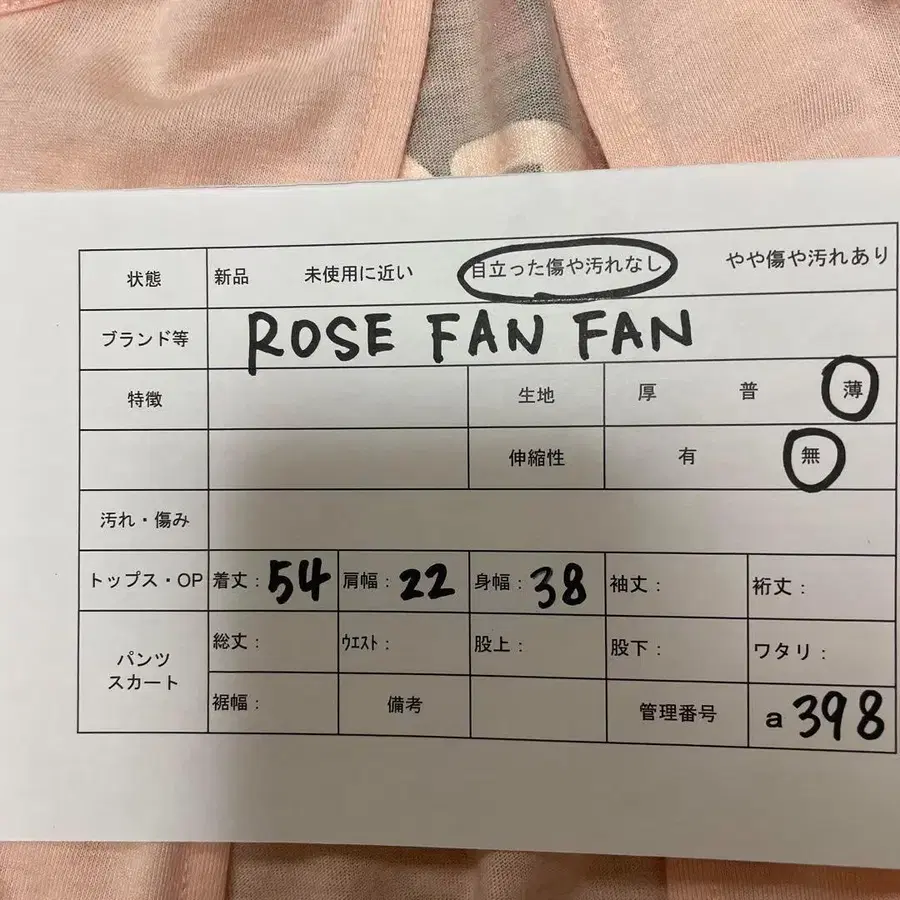 状態 新品 未使用に近い 目立った傷や汚れなし やや傷や汚れあり
ブランド等 ROSE FAN FAN
特徴 生地 厚 普 薄
伸縮性 有 無
汚れ・傷み
トップス・OP 着丈: 54 肩幅: 22 身幅: 38 袖丈: 裄丈:
パンツ スカート 総丈: ウエスト: 股上: 股下: ワタリ:
裾幅: 備考 管理番号 a 398